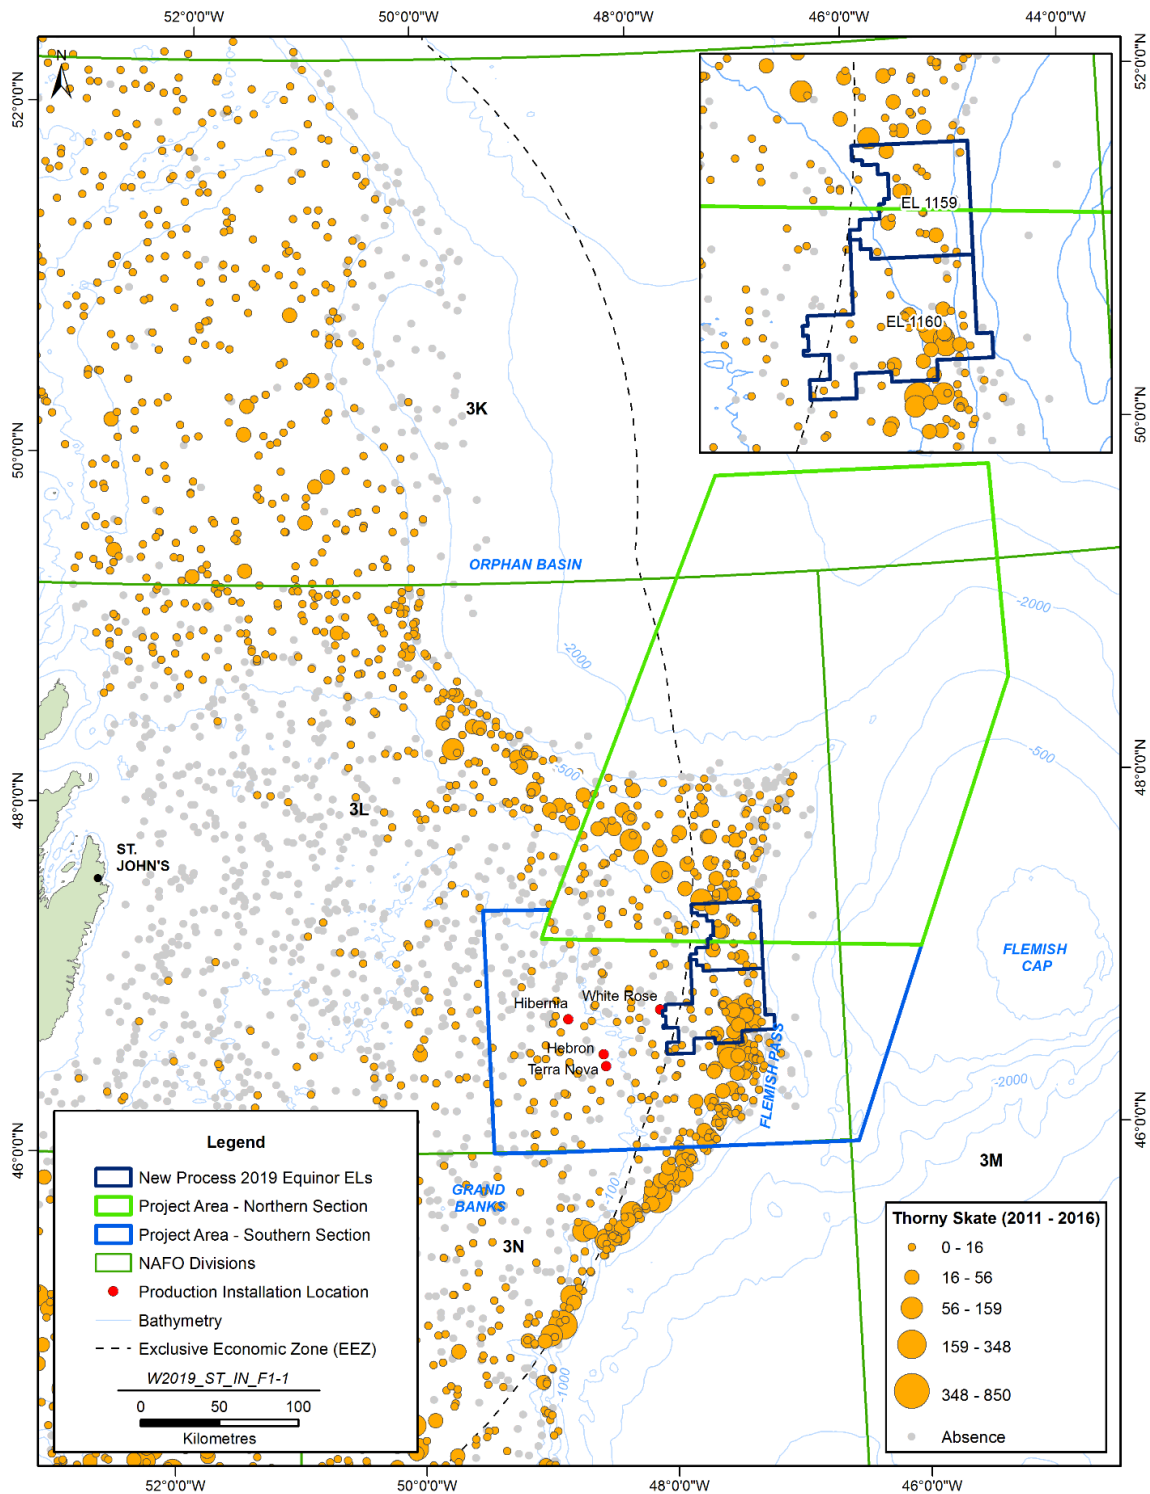 52°0'0"W 50°0'0"W 48°0'0"W 46°0'0"W 44°0'0"W
N
52°0'0"N
52°0'0"N
EL 1159
EL 1160
3K
50°0'0"N
50°0'0"N
ORPHAN BASIN
-2000
-2000
-500
-500
48°0'0"N
48°0'0"N
3L
ST.
JOHN'S
FLEMISH
CAP
Hibernia
White Rose
Hebron
Terra Nova
FLEMISH PASS
-2000
46°0'0"N
46°0'0"N
3M
GRAND
BANKS
-100
3N
-1000
Legend
New Process 2019 Equinor ELs
Project Area - Northern Section
Project Area - Southern Section
NAFO Divisions
Production Installation Location
Bathymetry
Exclusive Economic Zone (EEZ)
W2019_ST_IN_F1-1
0 50 100
Kilometres
Thorny Skate (2011 - 2016)
0 - 16
16 - 56
56 - 159
159 - 348
348 - 850
Absence
52°0'0"W 50°0'0"W 48°0'0"W 46°0'0"W